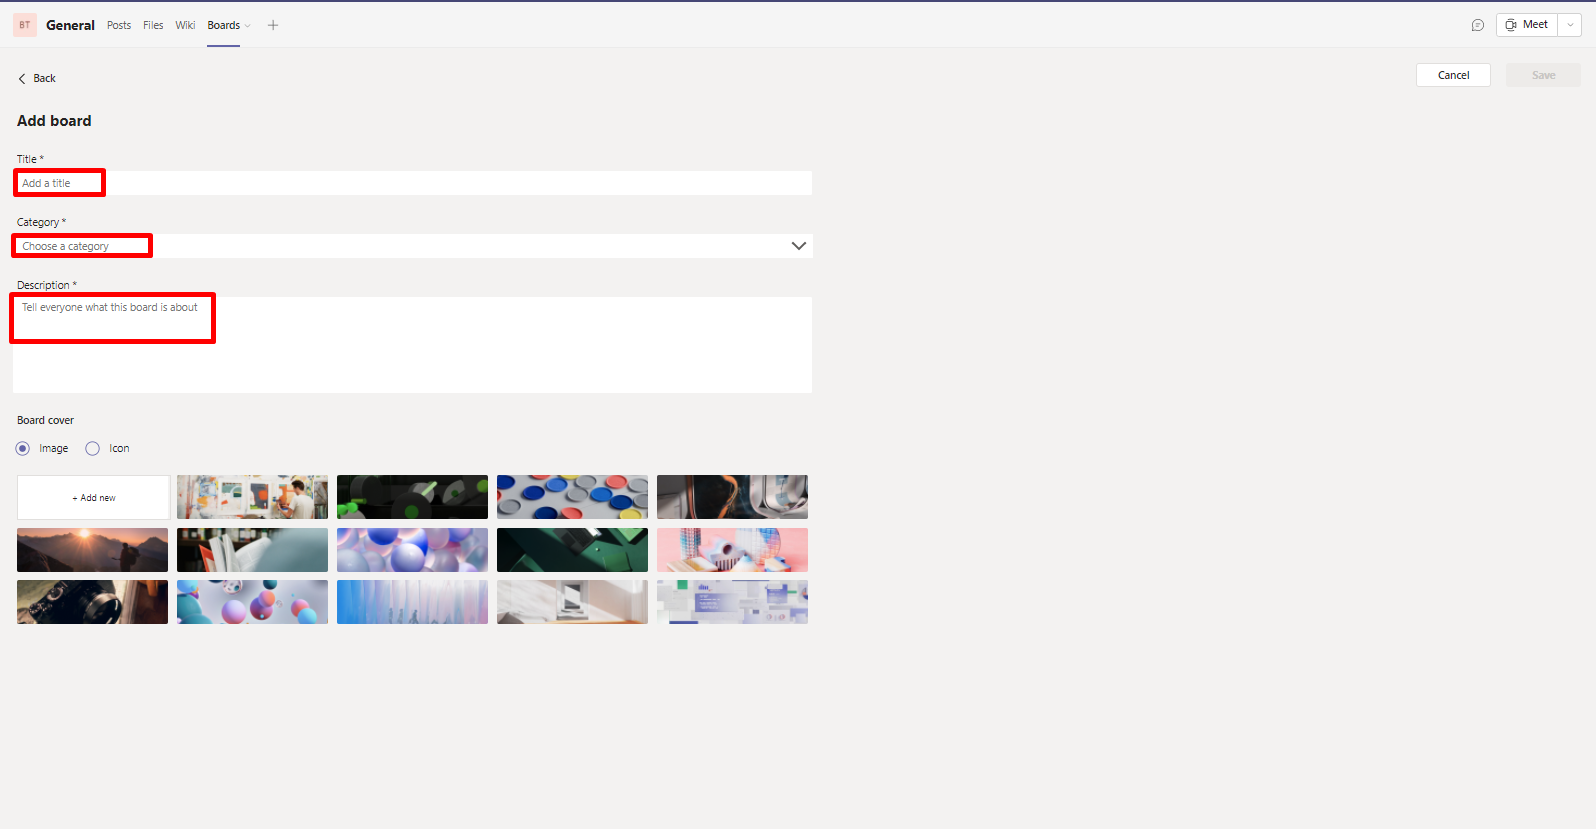 BT General Posts Files Wiki Boards Meet
Back Cancel Save
Add board
Title *
Add a title
Category *
Choose a category
Description *
Tell everyone what this board is about
Board cover
Image Icon
+ Add new